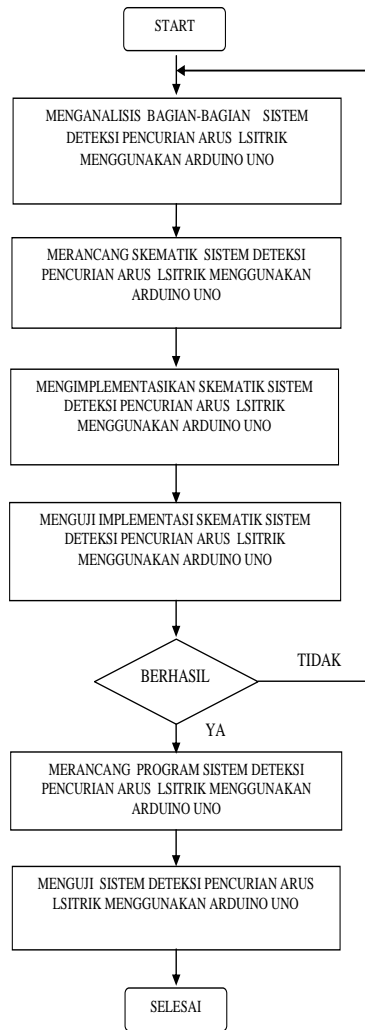 START
MENGANALISIS BAGIAN-BAGIAN SISTEM
DETEKSI PENCURIAN ARUS LSITRIK
MENGGUNAKAN ARDUINO UNO
MERANCANG SKEMATIK SISTEM DETEKSI
PENCURIAN ARUS LSITRIK MENGGUNAKAN
ARDUINO UNO
MENGIMPLEMENTASIKAN SKEMATIK SISTEM
DETEKSI PENCURIAN ARUS LSITRIK
MENGGUNAKAN ARDUINO UNO
MENGUJI IMPLEMENTASI SKEMATIK SISTEM
DETEKSI PENCURIAN ARUS LSITRIK
MENGGUNAKAN ARDUINO UNO
BERHASIL
TIDAK
YA
MERANCANG PROGRAM SISTEM DETEKSI
PENCURIAN ARUS LSITRIK MENGGUNAKAN
ARDUINO UNO
MENGUJI SISTEM DETEKSI PENCURIAN ARUS
LSITRIK MENGGUNAKAN ARDUINO UNO
SELESAI